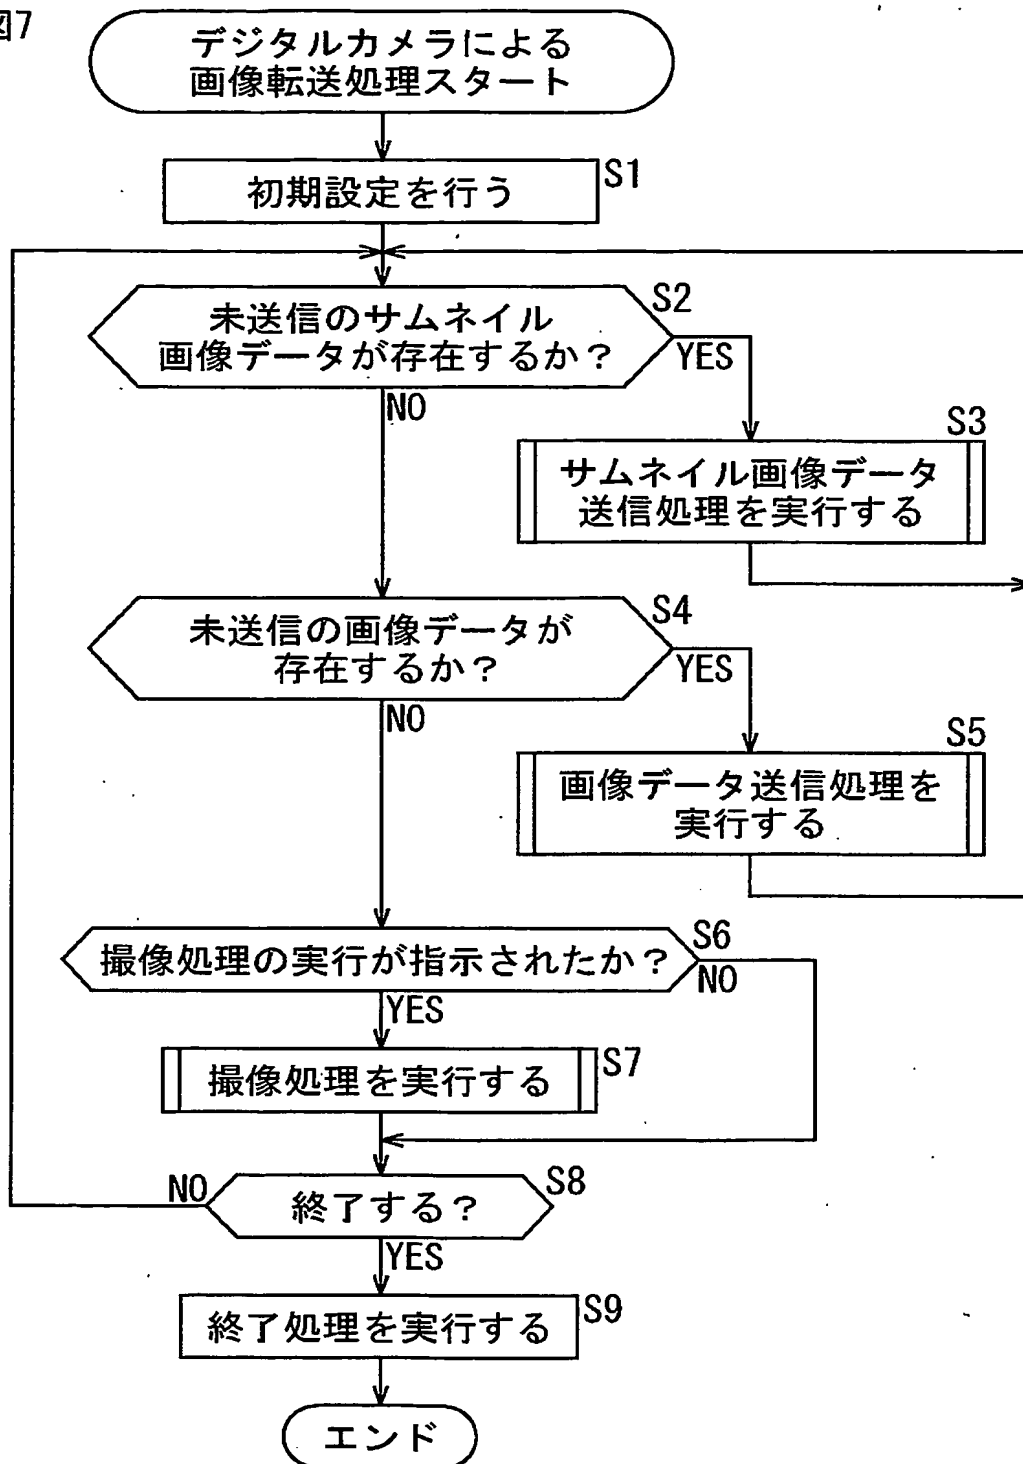 図7
デジタルカメラによる
画像転送処理スタート
初期設定を行う
S1
未送信のサムネイル
画像データが存在するか?
S2
YES
NO
S3
サムネイル画像データ
送信処理を実行する
未送信の画像データが
存在するか?
S4
YES
NO
S5
画像データ送信処理を
実行する
撮像処理の実行が指示されたか?
S6
NO
YES
撮像処理を実行する
S7
終了する?
S8
NO
YES
終了処理を実行する
S9
エンド